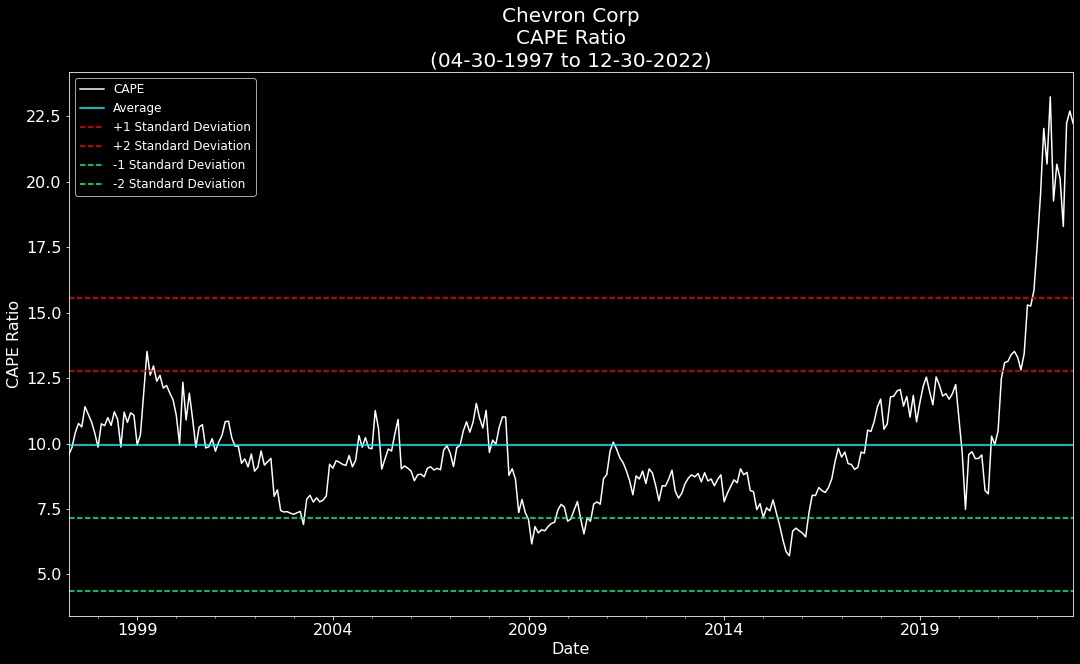 Chevron Corp
CAPE Ratio
(04-30-1997 to 12-30-2022)
CAPE
Average
+1 Standard Deviation
+2 Standard Deviation
-1 Standard Deviation
-2 Standard Deviation
CAPE Ratio
22.5
20.0
17.5
15.0
12.5
10.0
7.5
5.0
1999
2004
2009
2014
2019
Date